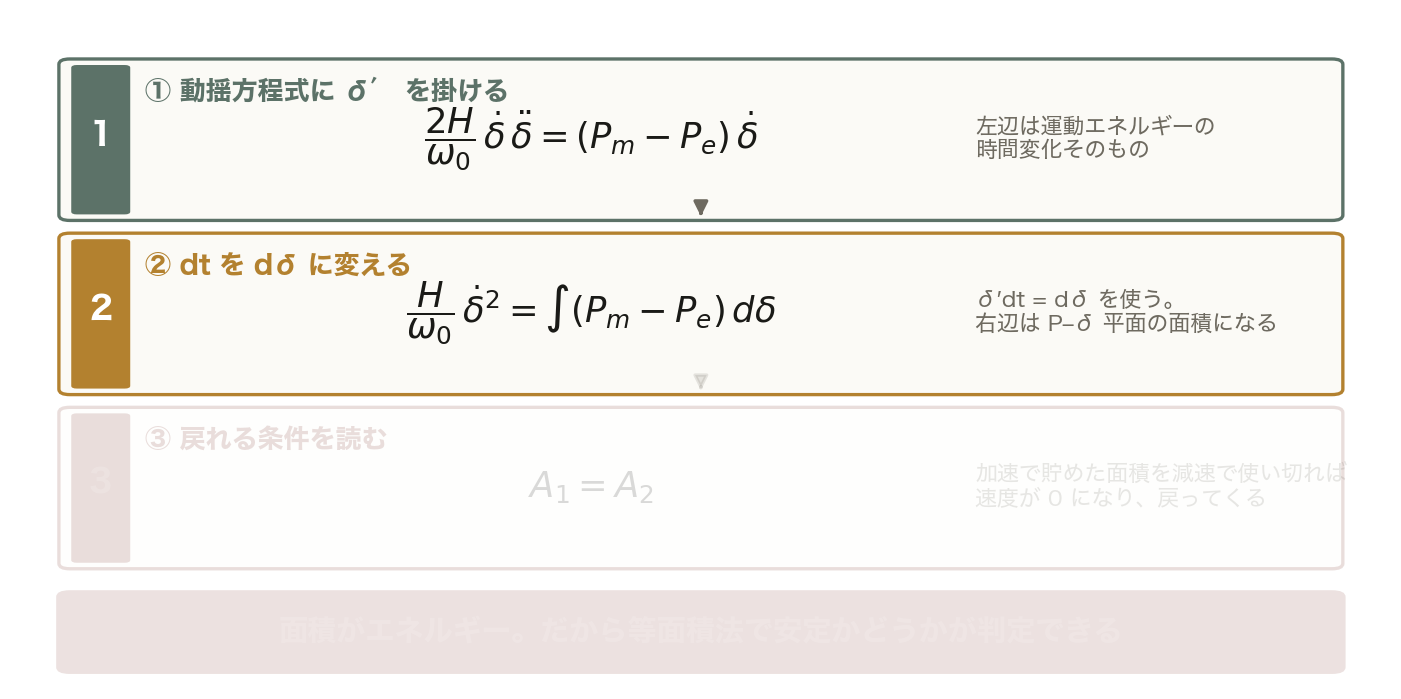 1
① 動揺方程式に δ′ を掛ける
2H/ω₀ δ̇ δ̈ = (Pₘ − Pₑ) δ̇
左辺は運動エネルギーの
時間変化そのもの
2
② dt を dδ に変える
H/ω₀ δ̇² = ∫(Pₘ − Pₑ) dδ
δ′dt = dδ を使う。
右辺は P–δ 平面の面積になる
3
③ 戻れる条件を読む
A₁ = A₂
加速で貯めた面積を減速で使い切れば
速度が 0 になり、戻ってくる
面積がエネルギー。だから等面積法で安定かどうかが判定できる